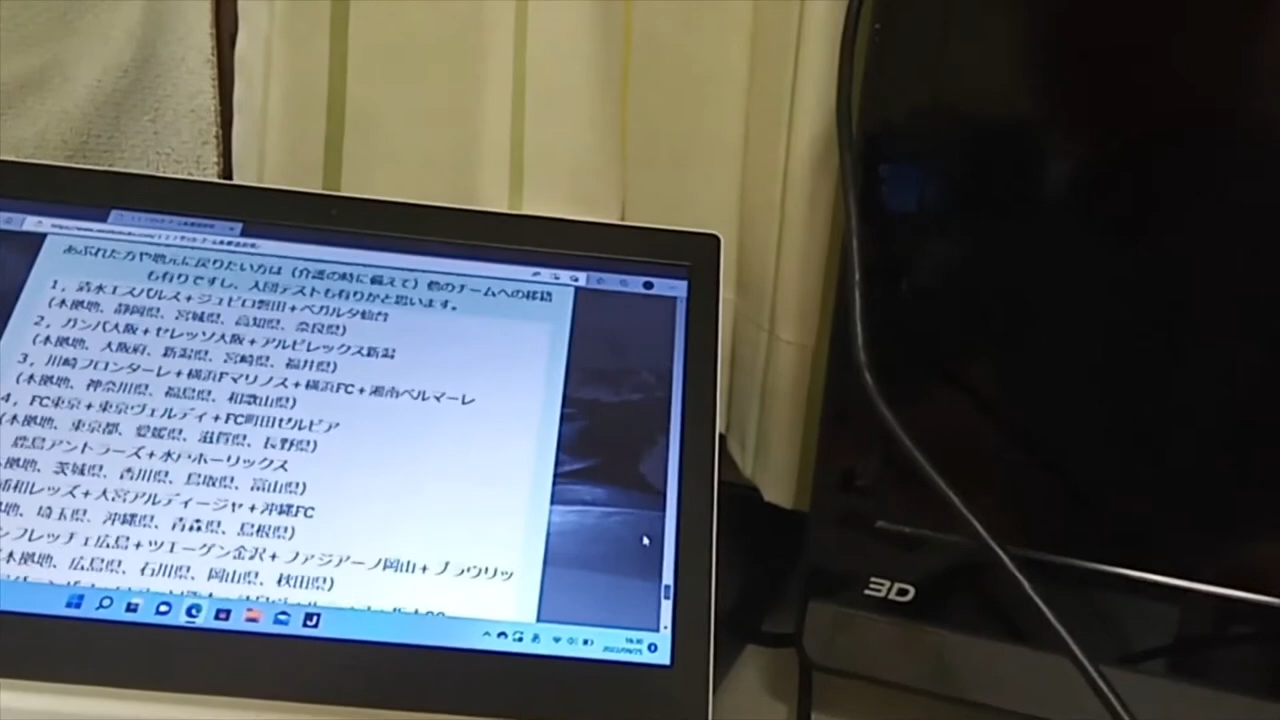 あぶれた方や地元に戻りたい方は（介護の時に備えて）他のチームへの移籍
も有りですし、入団テストも有りかと思います。
1，清水エスパルス＋ジュビロ磐田＋ベガルタ仙台
（本拠地、静岡県、宮城県、高知県、奈良県）
2，ガンバ大阪＋セレッソ大阪＋アルビレックス新潟
（本拠地、大阪府、新潟県、宮崎県、福井県）
3，川崎フロンターレ＋横浜Fマリノス＋横浜FC＋湘南ベルマーレ
（本拠地、神奈川県、福島県、和歌山県）
4，FC東京＋東京ヴェルディ＋FC町田ゼルビア
（本拠地、東京都、愛媛県、滋賀県、長野県）
鹿島アントラーズ＋水戸ホーリックス
拠地、茨城県、香川県、鳥取県、富山県）
浦和レッズ＋大宮アルディージャ＋沖縄FC
拠地、埼玉県、沖縄県、青森県、島根県）
ンフレッチェ広島＋ツエーゲン金沢＋ファジアーノ岡山＋ブラウリッ
本拠地、広島県、石川県、岡山県、秋田県）
3D